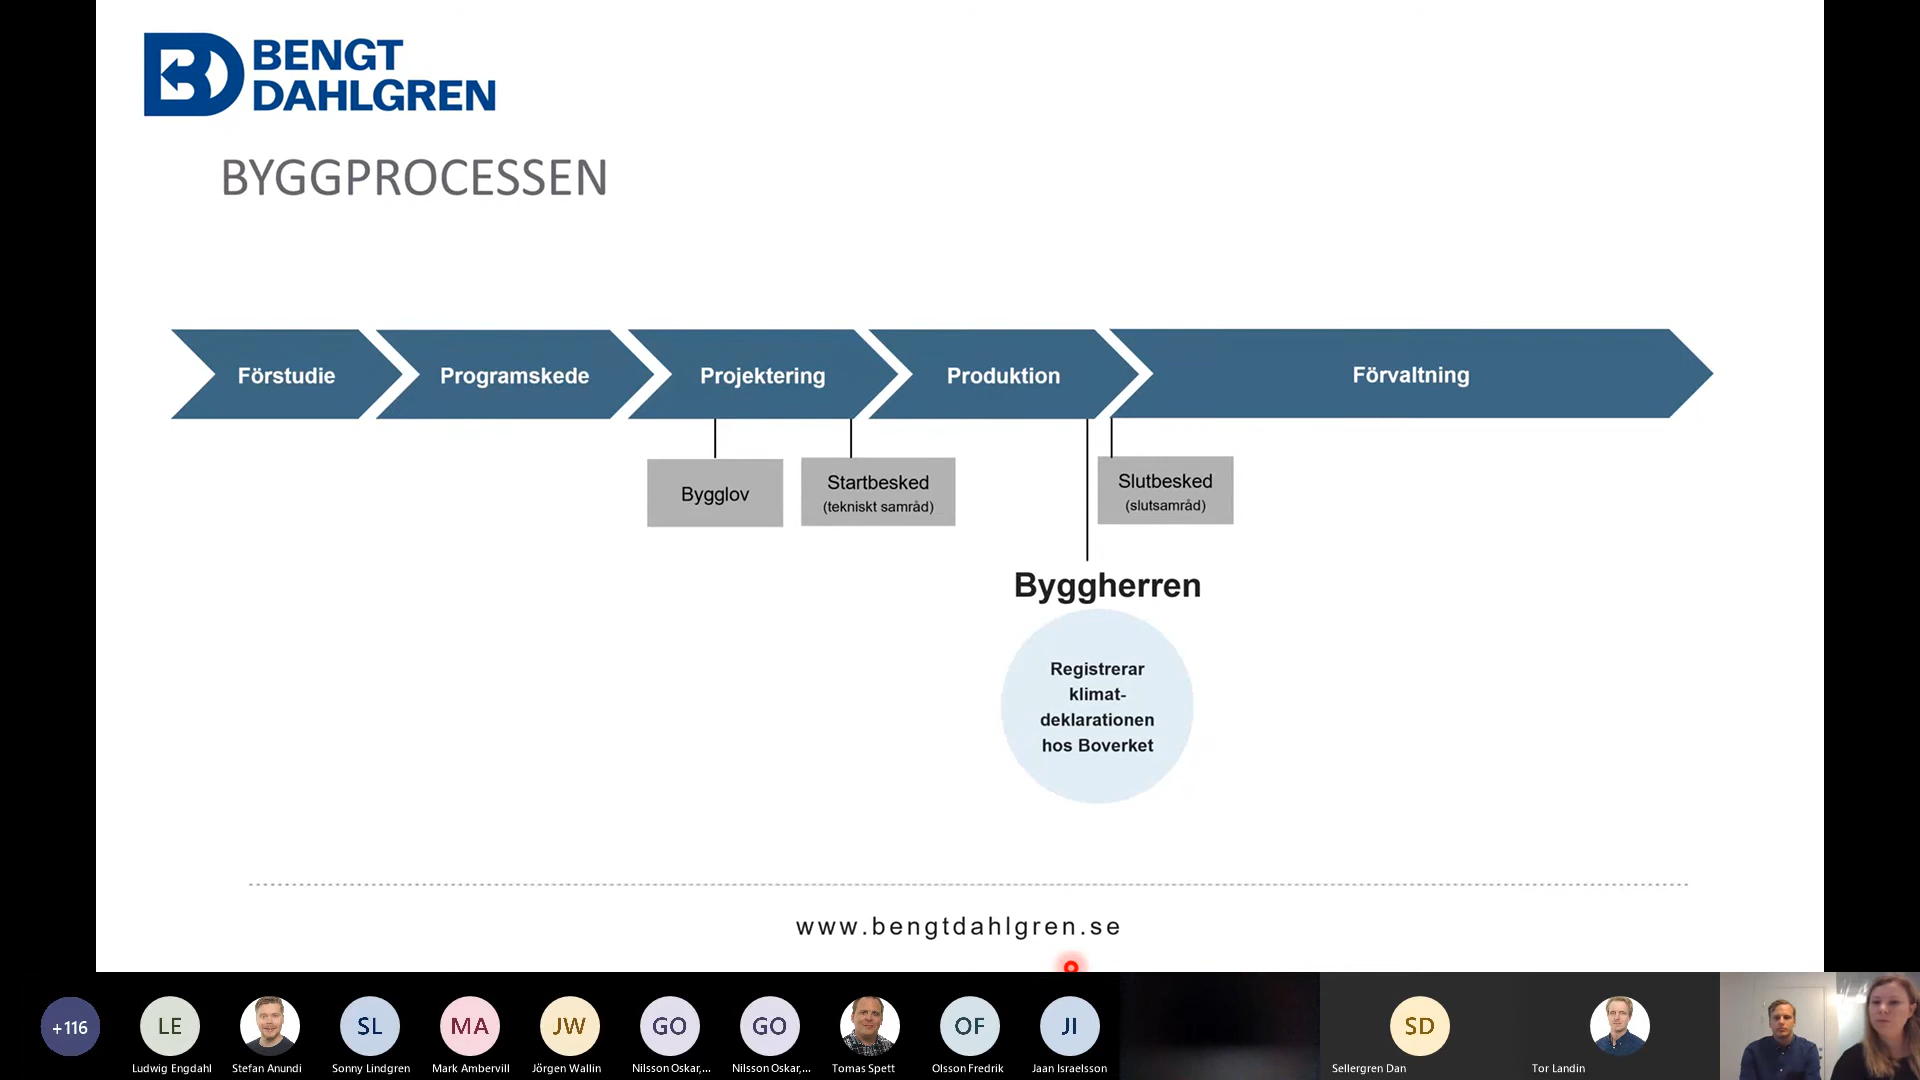 BENGT
DAHLGREN
BYGGPROCESSEN
Förstudie
Programskede
Projektering
Produktion
Förvaltning
Bygglov
Startbesked
(tekniskt samråd)
Slutbesked
(slutsamråd)
Byggherren
Registrerar
klimat-
deklarationen
hos Boverket
www.bengtdahlgren.se
+116
LE
SL
MA
JW
GO
GO
OF
JI
SD
Ludwig Engdahl
Stefan Anundi
Sonny Lindgren
Mark Ambervill
Jörgen Wallin
Nilsson Oskar,...
Nilsson Oskar,...
Tomas Spett
Olsson Fredrik
Jaan Israelsson
Sellergren Dan
Tor Landin